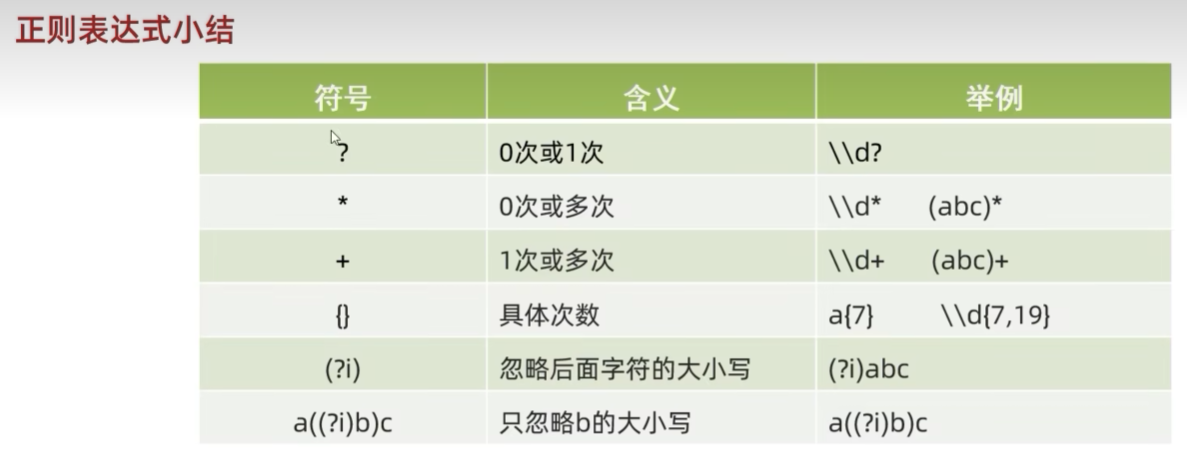 正则表达式小结
符号 含义 举例
? 0次或1次 \\d?
* 0次或多次 \\d* (abc)*
+ 1次或多次 \\d+ (abc)+
{} 具体次数 a{7} \\d{7,19}
(?i) 忽略后面字符的大小写 (?i)abc
a((?i)b)c 只忽略b的大小写 a((?i)b)c